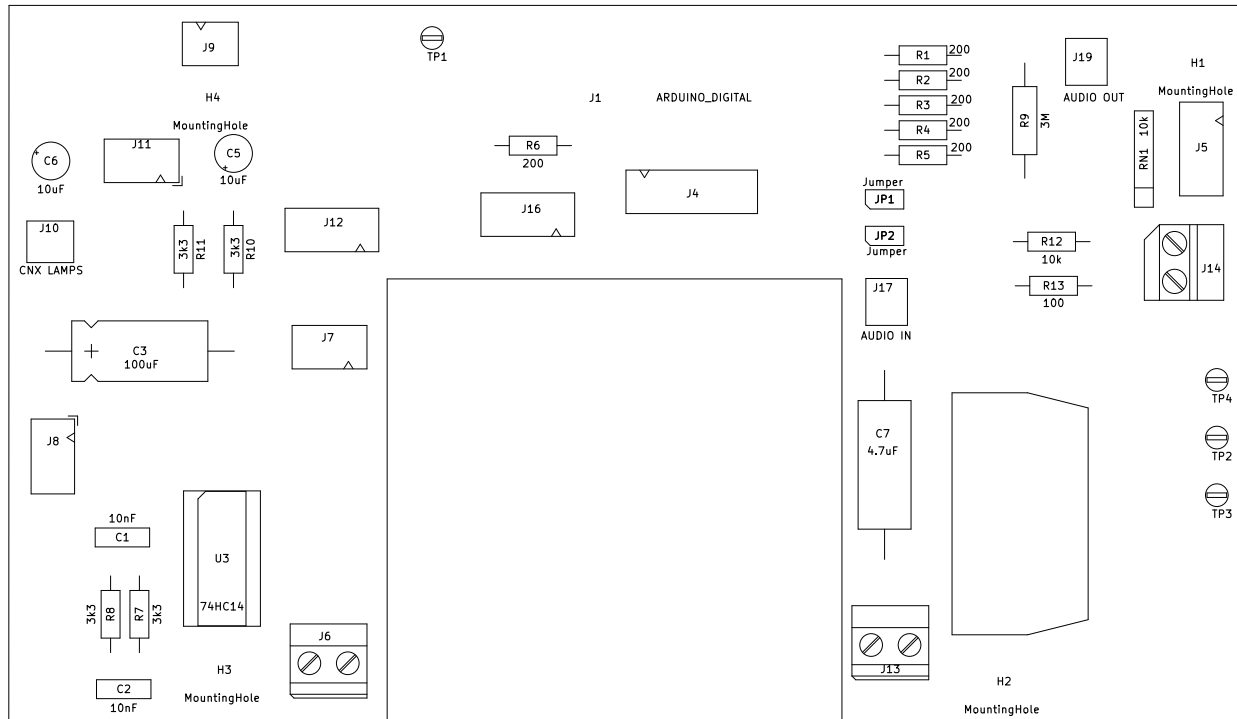 J9
TP1
R1 200
R2 200
R3 200
R4 200
R5 200
J19
AUDIO OUT
H1
MountingHole
H4
MountingHole
J1 ARDUINO_DIGITAL
R9 3M
RN1 10k
J5
C6
10uF
J11
C5
10uF
R6
200
J4
Jumper
JP1
JP2
Jumper
J10
CNX LAMPS
3k3 R11
3k3 R10
J12
J16
R12
10k
R13
100
J14
J17
AUDIO IN
C3
100uF
J7
TP4
TP2
TP3
J8
C7
4.7uF
10nF
C1
U3
74HC14
3k3 R8
R7 3k3
J6
J13
H3
MountingHole
C2
10nF
H2
MountingHole